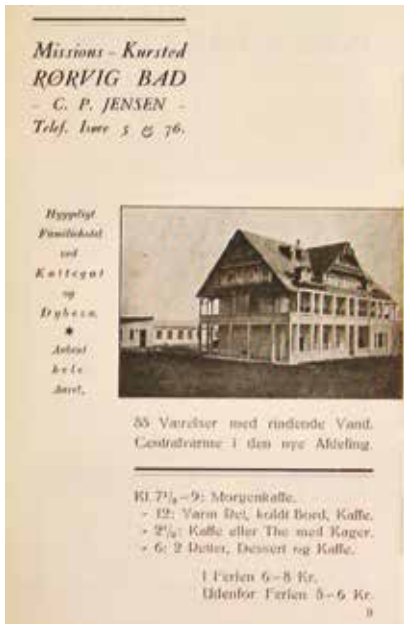 Missions - Kursted
RØRVIG BAD
- C. P. JENSEN -
Telef. Isøre 5 & 76.
Hyggeligt
Familiehotel
ved
Kattegat
og
Dybesø.
Aabent
hele
Aaret.
55 Værelser med rindende Vand.
Centralvarme i den nye Afdeling.
Kl. 7½-9: Morgenkaffe.
- 12: Varm Ret, koldt Bord, Kaffe.
- 2½: Kaffe eller The med Kager.
- 6: 2 Retter, Dessert og Kaffe.
I Ferien 6-8 Kr.
Udenfor Ferien 5-6 Kr.